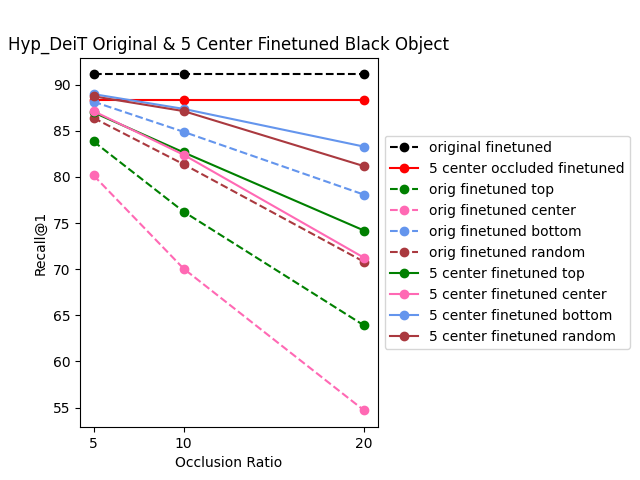 Hyp_DeiT Original & 5 Center Finetuned Black Object
90
85
80
75
70
65
60
55
Recall@1
5
10
20
Occlusion Ratio
original finetuned
5 center occluded finetuned
orig finetuned top
orig finetuned center
orig finetuned bottom
orig finetuned random
5 center finetuned top
5 center finetuned center
5 center finetuned bottom
5 center finetuned random